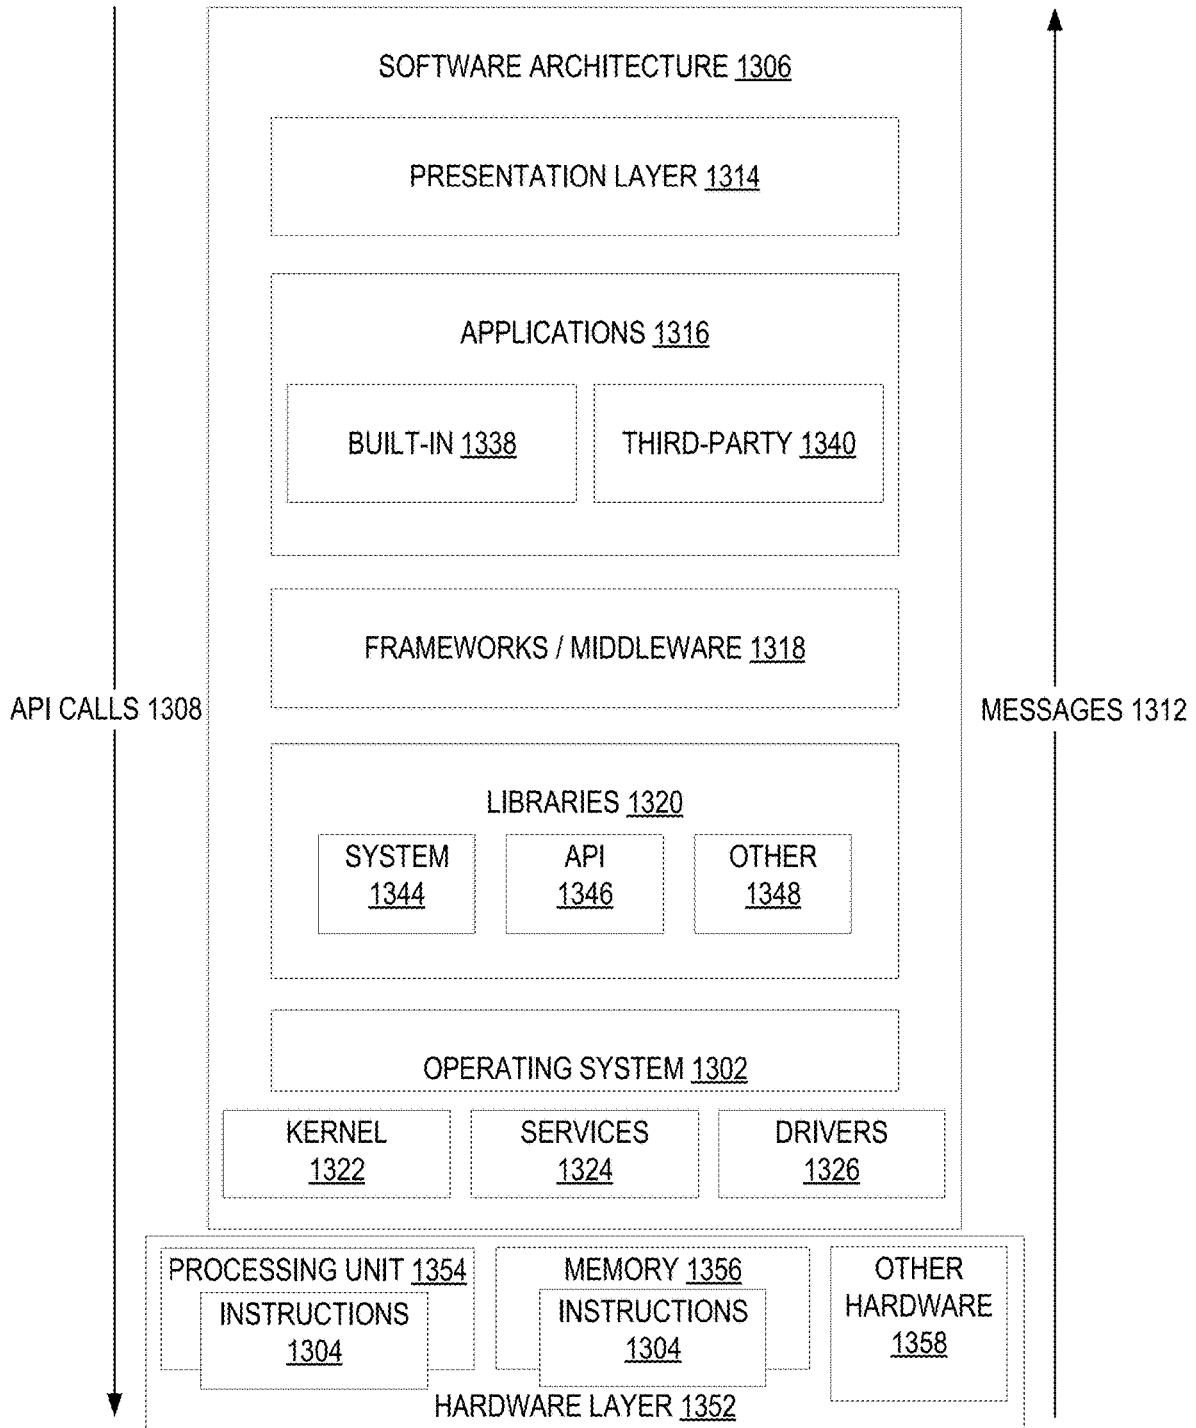 SOFTWARE ARCHITECTURE 1306
PRESENTATION LAYER 1314
APPLICATIONS 1316
BUILT-IN 1338
THIRD-PARTY 1340
FRAMEWORKS / MIDDLEWARE 1318
API CALLS 1308
MESSAGES 1312
LIBRARIES 1320
SYSTEM
1344
API
1346
OTHER
1348
OPERATING SYSTEM 1302
KERNEL
1322
SERVICES
1324
DRIVERS
1326
PROCESSING UNIT 1354
INSTRUCTIONS
1304
MEMORY 1356
INSTRUCTIONS
1304
OTHER
HARDWARE
1358
HARDWARE LAYER 1352